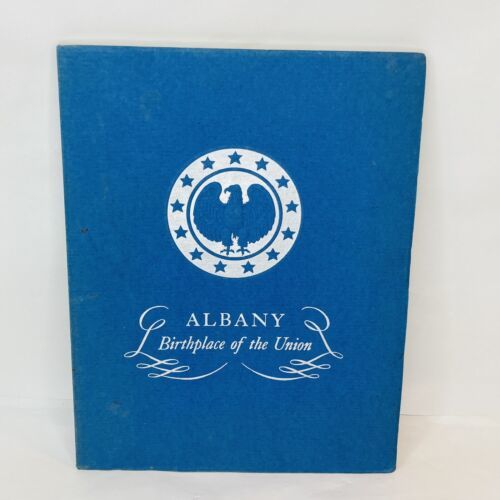 ALBANY
Birthplace of the Union